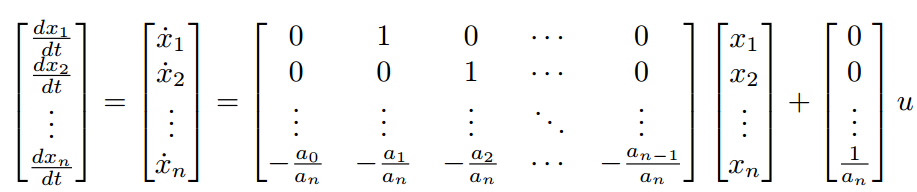 \begin{bmatrix} \frac{dx_1}{dt} \\ \frac{dx_2}{dt} \\ \vdots \\ \frac{dx_n}{dt} \end{bmatrix} = \begin{bmatrix} \dot{x}_1 \\ \dot{x}_2 \\ \vdots \\ \dot{x}_n \end{bmatrix} = \begin{bmatrix} 0 & 1 & 0 & \cdots & 0 \\ 0 & 0 & 1 & \cdots & 0 \\ \vdots & \vdots & \vdots & \ddots & \vdots \\ -\frac{a_0}{a_n} & -\frac{a_1}{a_n} & -\frac{a_2}{a_n} & \cdots & -\frac{a_{n-1}}{a_n} \end{bmatrix} \begin{bmatrix} x_1 \\ x_2 \\ \vdots \\ x_n \end{bmatrix} + \begin{bmatrix} 0 \\ 0 \\ \vdots \\ \frac{1}{a_n} \end{bmatrix} u